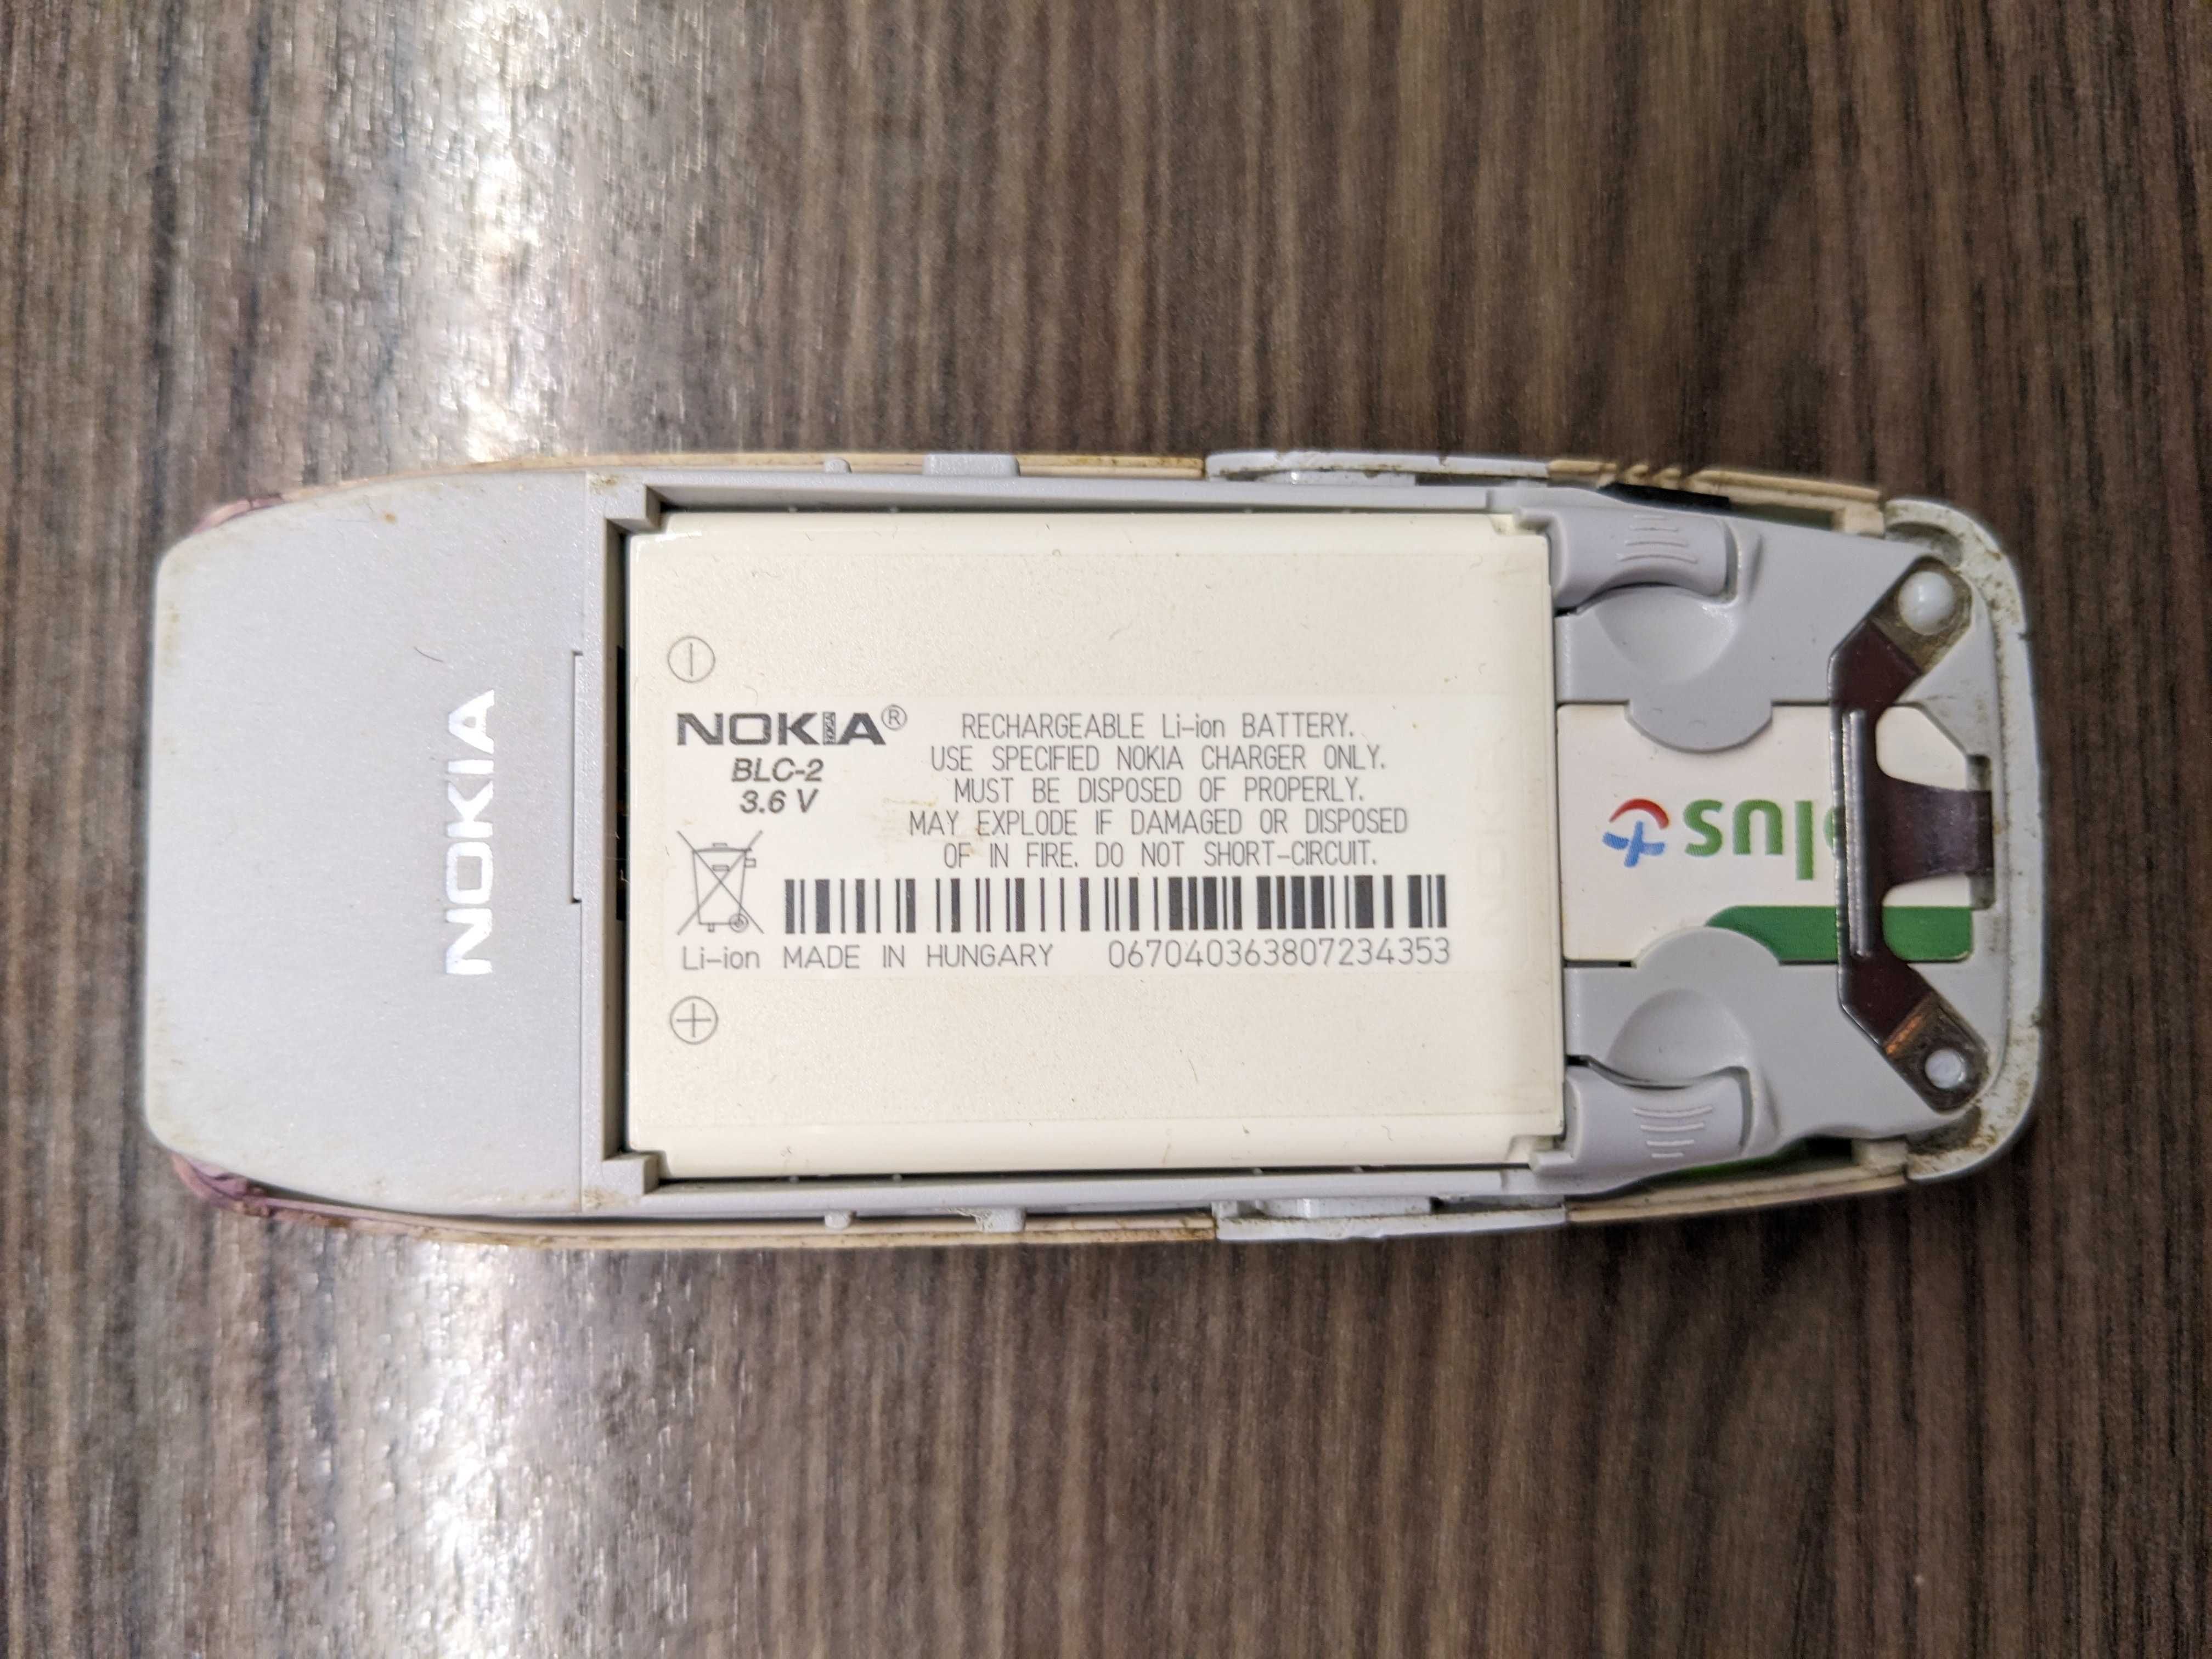 NOKIA
NOKIA®
BLC-2
3.6 V
RECHARGEABLE Li-ion BATTERY.
USE SPECIFIED NOKIA CHARGER ONLY.
MUST BE DISPOSED OF PROPERLY.
MAY EXPLODE IF DAMAGED OR DISPOSED
OF IN FIRE. DO NOT SHORT-CIRCUIT.
Li-ion MADE IN HUNGARY 067040363807234353
plus